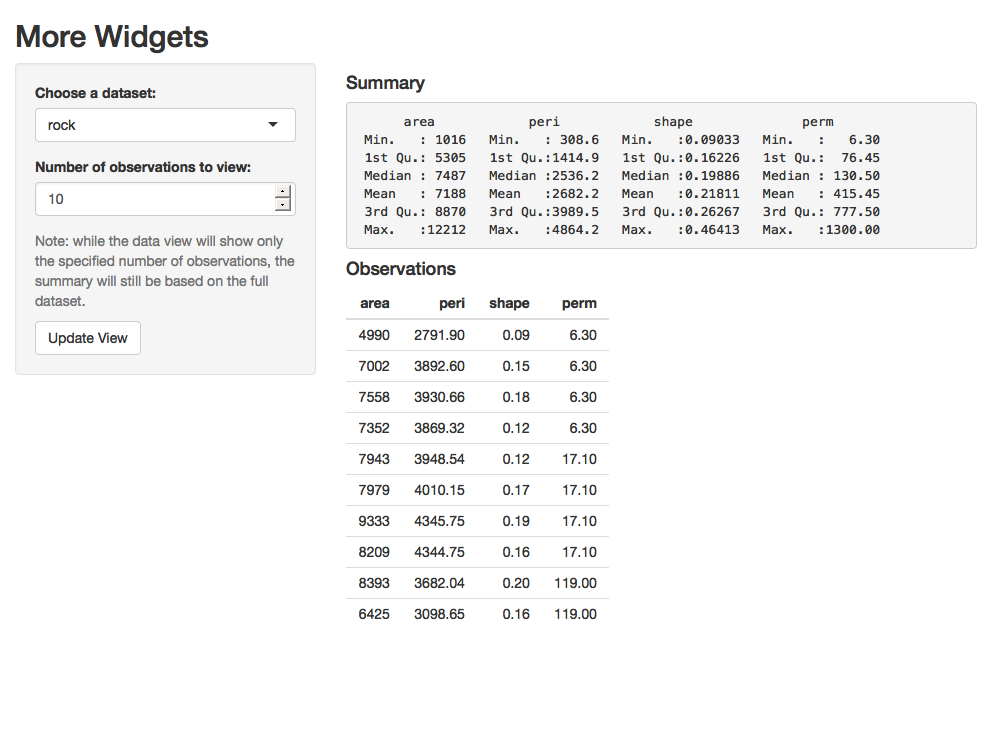 More Widgets
Choose a dataset:
rock
Number of observations to view:
10
Note: while the data view will show only
the specified number of observations, the
summary will still be based on the full
dataset.
Update View
Summary
area peri shape perm
Min. : 1016 Min. : 308.6 Min. :0.09033 Min. : 6.30
1st Qu.: 5305 1st Qu.:1414.9 1st Qu.:0.16226 1st Qu.: 76.45
Median : 7487 Median :2536.2 Median :0.19886 Median : 130.50
Mean : 7188 Mean :2682.2 Mean :0.21811 Mean : 415.45
3rd Qu.: 8870 3rd Qu.:3989.5 3rd Qu.:0.26267 3rd Qu.: 777.50
Max. :12212 Max. :4864.2 Max. :0.46413 Max. :1300.00
Observations
area peri shape perm
4990 2791.90 0.09 6.30
7002 3892.60 0.15 6.30
7558 3930.66 0.18 6.30
7352 3869.32 0.12 6.30
7943 3948.54 0.12 17.10
7979 4010.15 0.17 17.10
9333 4345.75 0.19 17.10
8209 4344.75 0.16 17.10
8393 3682.04 0.20 119.00
6425 3098.65 0.16 119.00